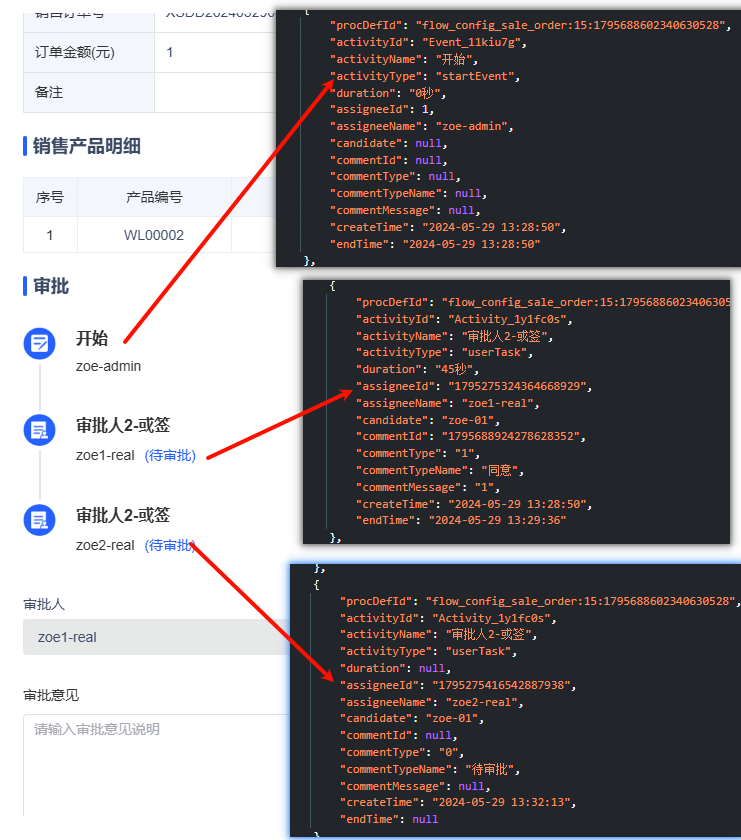 订单金额(元)
1
备注
销售产品明细
序号
产品编号
1
WL00002
审批
开始
zoe-admin
审批人2-或签
zoe1-real (待审批)
审批人2-或签
zoe2-real (待审批)
审批人
zoe1-real
审批意见
请输入审批意见说明
{
"procDefId": "flow_config_sale_order:15:1795688602340630528",
"activityId": "Event_11kiu7g",
"activityName": "开始",
"activityType": "startEvent",
"duration": "0秒",
"assigneeId": 1,
"assigneeName": "zoe-admin",
"candidate": null,
"commentId": null,
"commentType": null,
"commentTypeName": null,
"commentMessage": null,
"createTime": "2024-05-29 13:28:50",
"endTime": "2024-05-29 13:28:50"
},
{
"procDefId": "flow_config_sale_order:15:17956886023406305
"activityId": "Activity_1y1fc0s",
"activityName": "审批人2-或签",
"activityType": "userTask",
"duration": "45秒",
"assigneeId": "1795275324364668929",
"assigneeName": "zoe1-real",
"candidate": "zoe-01",
"commentId": "1795688924278628352",
"commentType": "1",
"commentTypeName": "同意",
"commentMessage": "1",
"createTime": "2024-05-29 13:28:50",
"endTime": "2024-05-29 13:29:36"
},
},
{
"procDefId": "flow_config_sale_order:15:1795688602340630528",
"activityId": "Activity_1y1fc0s",
"activityName": "审批人2-或签",
"activityType": "userTask",
"duration": null,
"assigneeId": "1795275416542887938",
"assigneeName": "zoe2-real",
"candidate": "zoe-01",
"commentId": null,
"commentType": "0",
"commentTypeName": "待审批",
"commentMessage": null,
"createTime": "2024-05-29 13:32:13",
"endTime": null
}